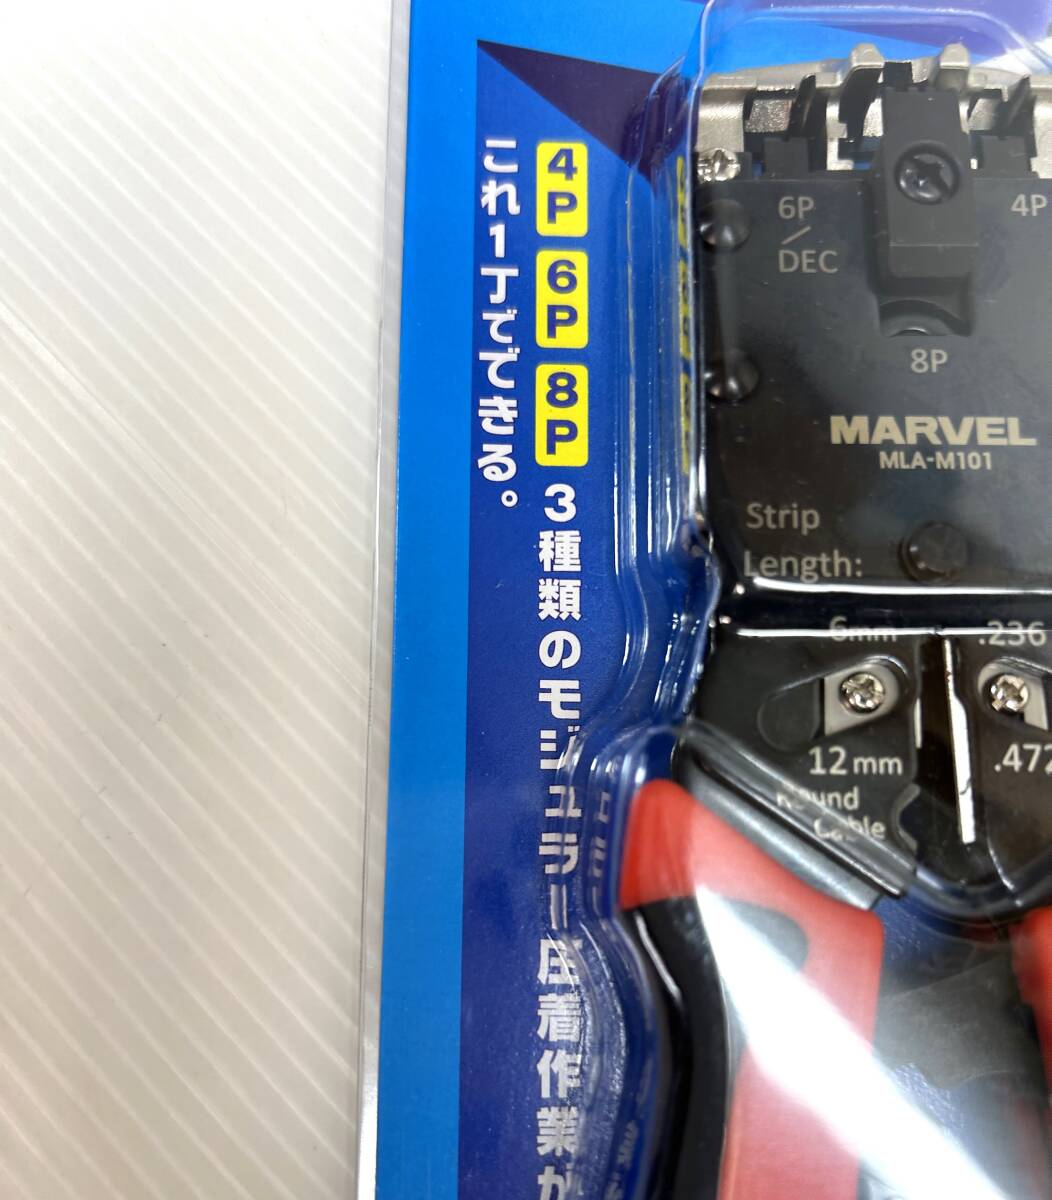 4P 6P 8P 3種類のモジュラー圧着作業が
これ1丁でできる。
6P
/
DEC
4P
8P
MARVEL
MLA-M101
Strip
Length:
6mm .236
12mm .472
Round
Cable